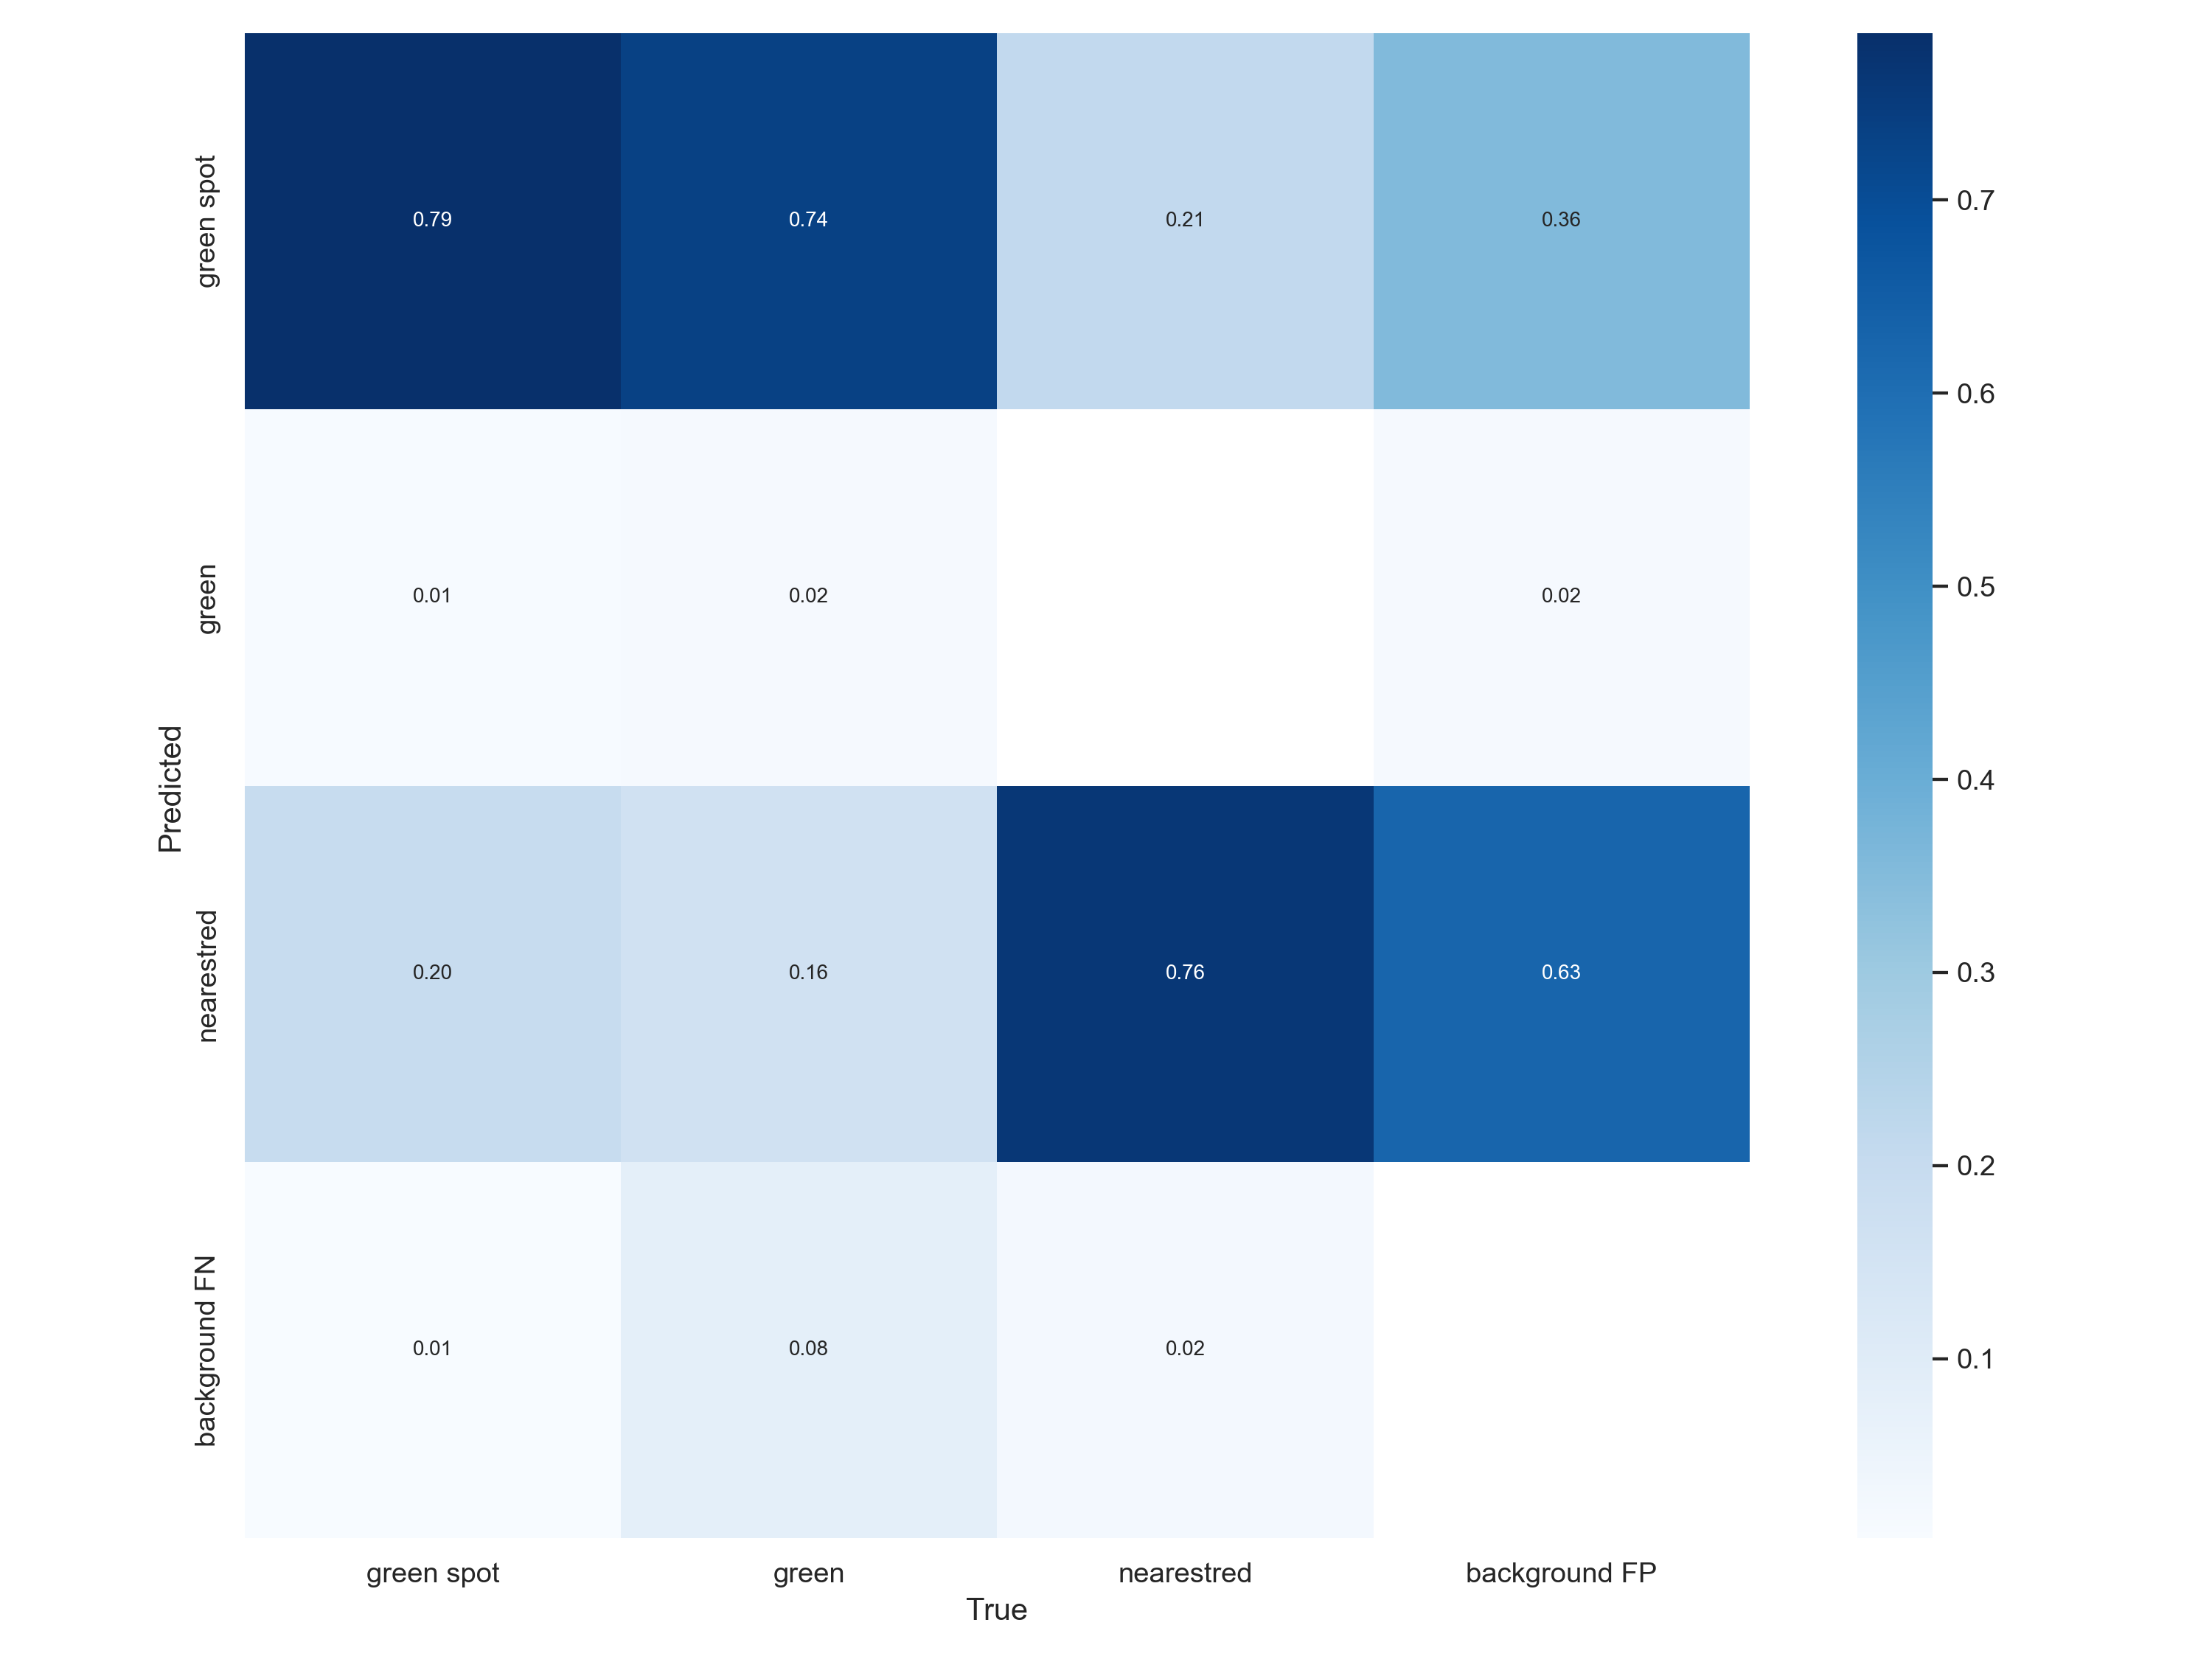 green spot
0.79 0.74 0.21 0.36
0.7
0.6
green
0.01 0.02 0.02
0.5
Predicted
0.4
nearestred
0.20 0.16 0.76 0.63
0.3
0.2
background FN
0.01 0.08 0.02
0.1
green spot green nearestred background FP
True